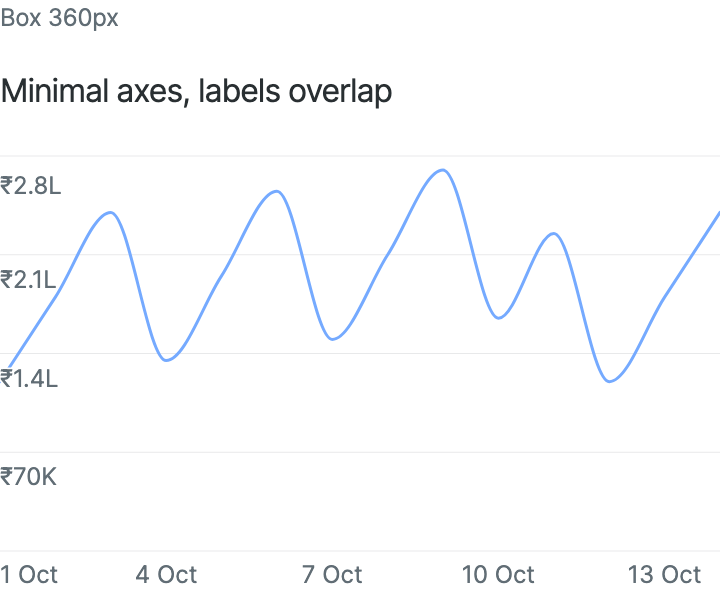 Box 360px
Minimal axes, labels overlap
₹2.8L
₹2.1L
₹1.4L
₹70K
1 Oct 4 Oct 7 Oct 10 Oct 13 Oct